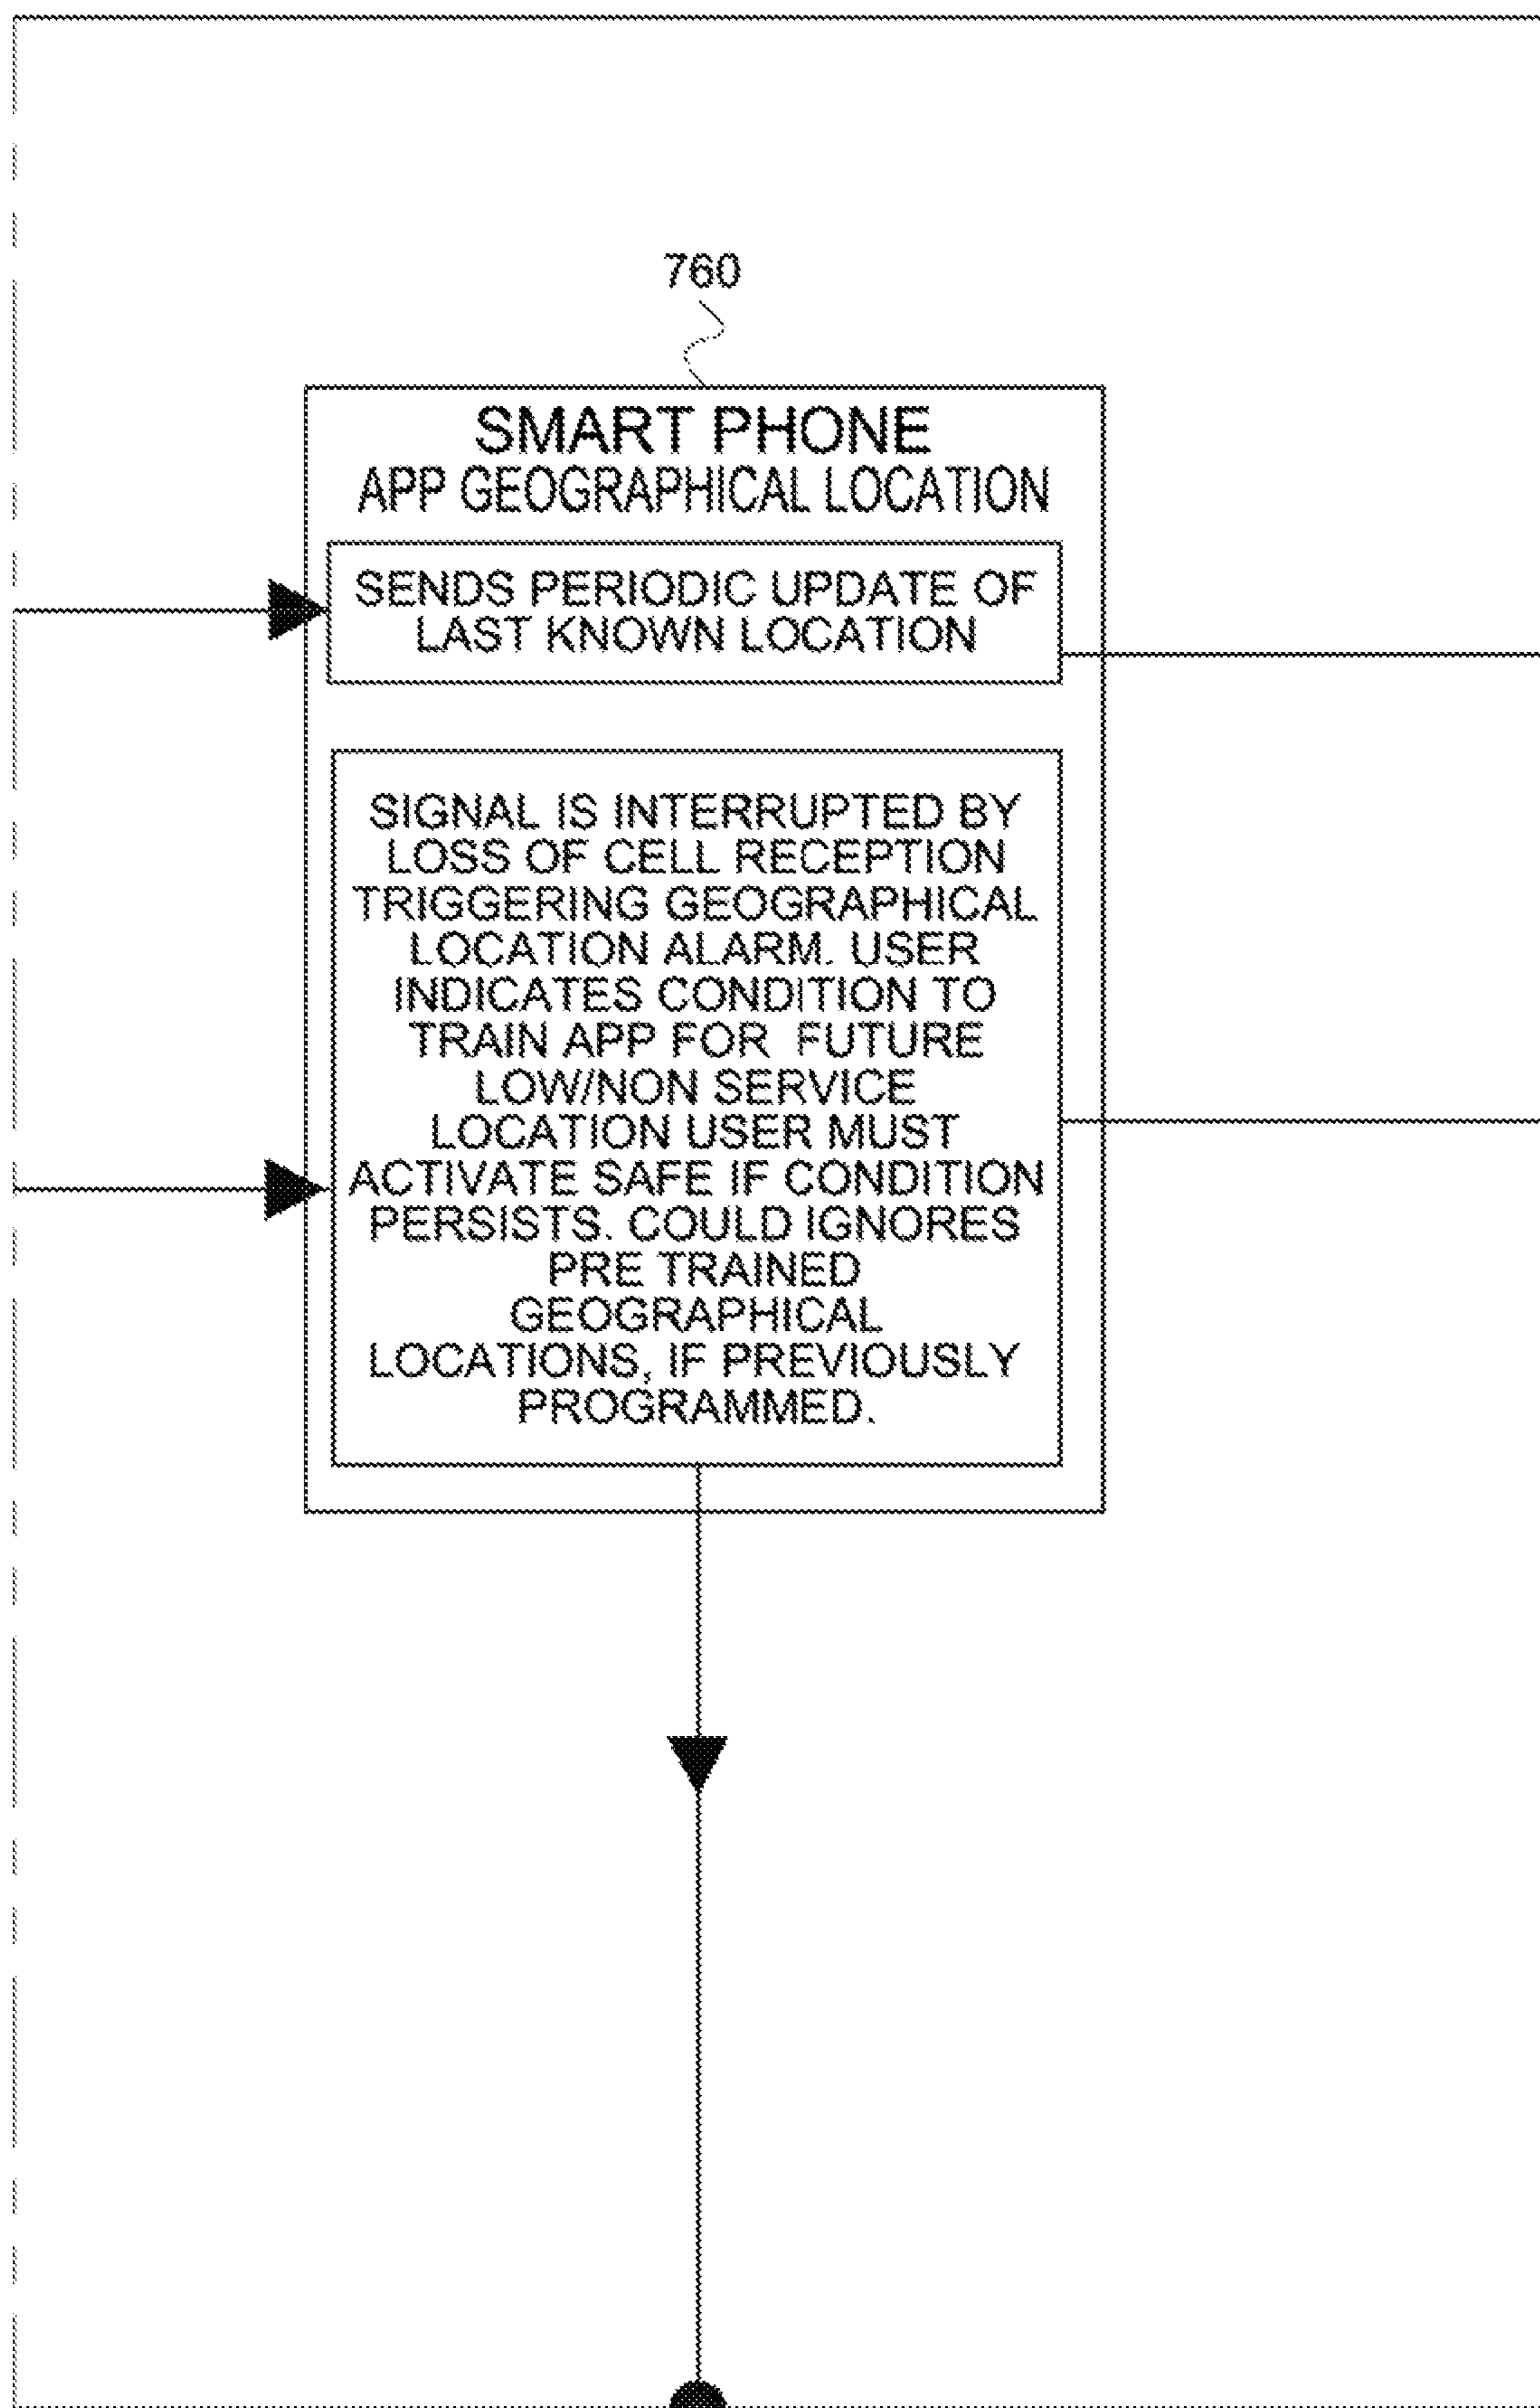 760
SMART PHONE
APP GEOGRAPHICAL LOCATION
SENDS PERIODIC UPDATE OF
LAST KNOWN LOCATION
SIGNAL IS INTERRUPTED BY
LOSS OF CELL RECEPTION
TRIGGERING GEOGRAPHICAL
LOCATION ALARM. USER
INDICATES CONDITION TO
TRAIN APP FOR FUTURE
LOW/NON SERVICE
LOCATION USER MUST
ACTIVATE SAFE IF CONDITION
PERSISTS. COULD IGNORES
PRE TRAINED
GEOGRAPHICAL
LOCATIONS, IF PREVIOUSLY
PROGRAMMED.